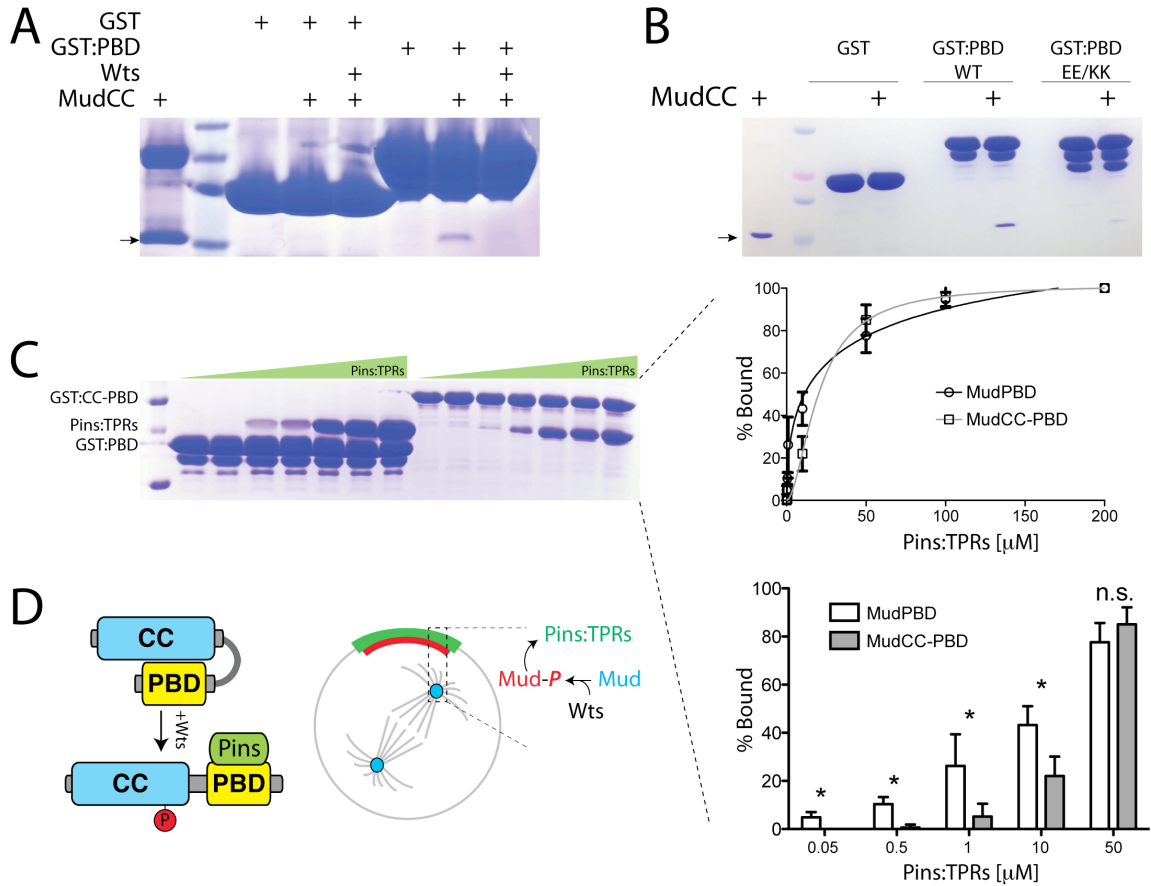 A
GST + + +
GST:PBD + + +
Wts + +
MudCC + + + + +
B
GST GST:PBD GST:PBD
WT EE/KK
MudCC + + + +
C
Pins:TPRs Pins:TPRs
GST:CC-PBD
Pins:TPRs
GST:PBD
100
80
60
40
20
0
% Bound
MudPBD
MudCC-PBD
0 50 100 150 200
Pins:TPRs [μM]
D
CC
PBD
+Wts
Pins
CC PBD
P
Pins:TPRs
Mud-P Mud
Wts
100
80
60
40
20
0
% Bound
MudPBD
MudCC-PBD
* * * * n.s.
0.05 0.5 1 10 50
Pins:TPRs [μM]